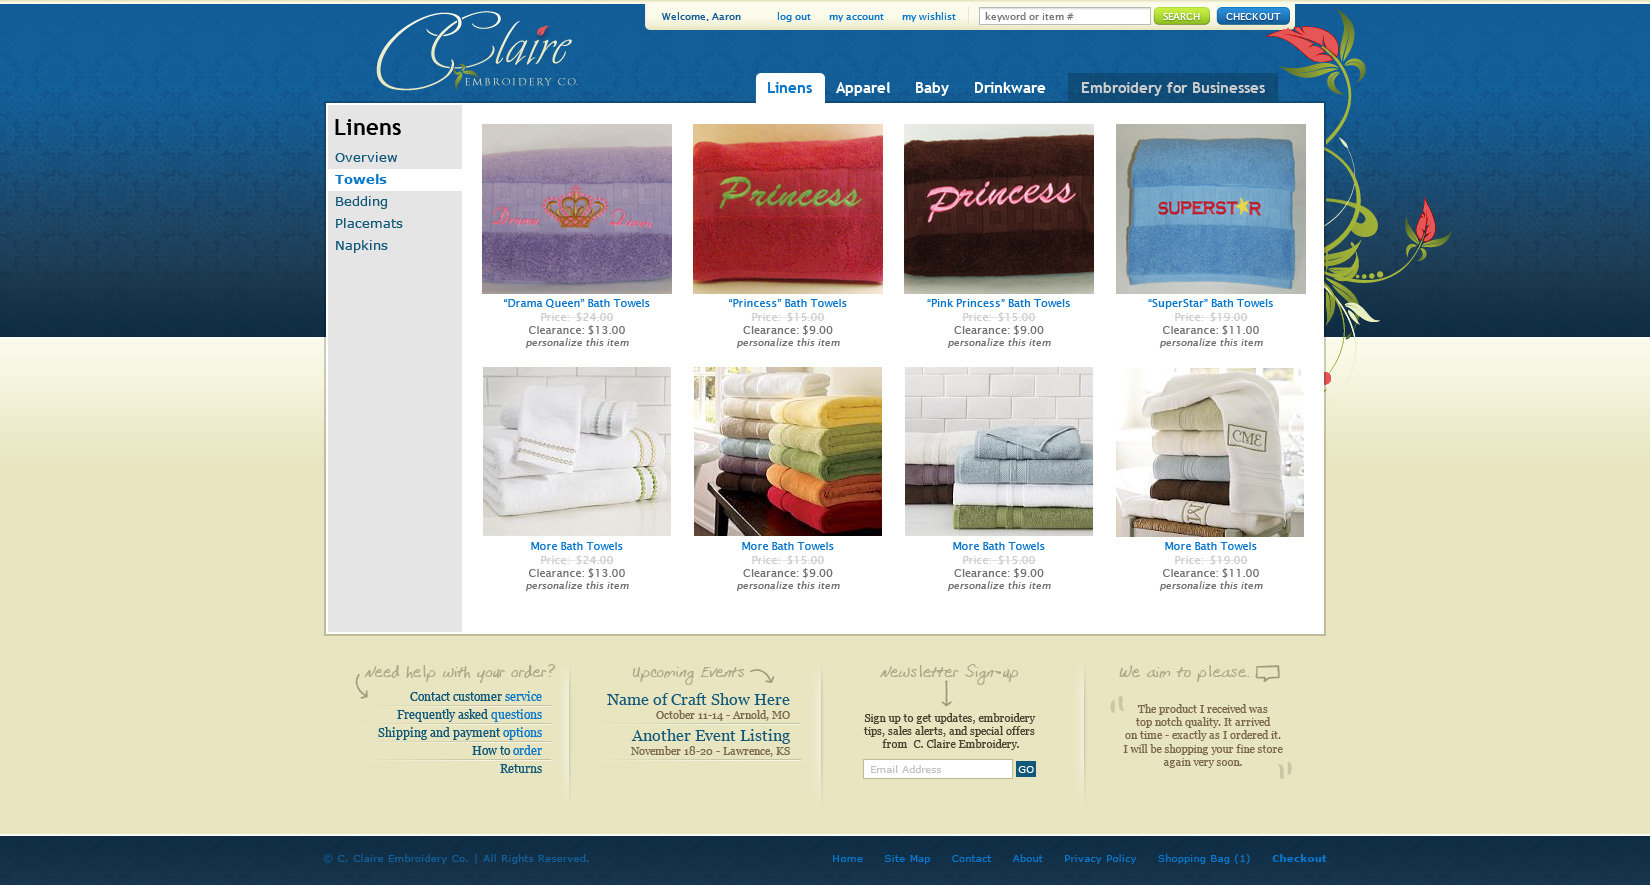 Welcome, Aaron log out my account my wishlist keyword or item # SEARCH CHECKOUT
C Claire
EMBROIDERY CO.
Linens Apparel Baby Drinkware Embroidery for Businesses
Linens
Overview
Towels
Bedding
Placemats
Napkins
Drama Queen
Princess
Princess
SUPERSTAR
“Drama Queen” Bath Towels
Price: $24.00
Clearance: $13.00
personalize this item
“Princess” Bath Towels
Price: $15.00
Clearance: $9.00
personalize this item
“Pink Princess” Bath Towels
Price: $15.00
Clearance: $9.00
personalize this item
“SuperStar” Bath Towels
Price: $19.00
Clearance: $11.00
personalize this item
CME
M
More Bath Towels
Price: $24.00
Clearance: $13.00
personalize this item
More Bath Towels
Price: $15.00
Clearance: $9.00
personalize this item
More Bath Towels
Price: $15.00
Clearance: $9.00
personalize this item
More Bath Towels
Price: $19.00
Clearance: $11.00
personalize this item
Need help with your order?
Contact customer service
Frequently asked questions
Shipping and payment options
How to order
Returns
Upcoming Events
Name of Craft Show Here
October 11-14 - Arnold, MO
Another Event Listing
November 18-20 - Lawrence, KS
Newsletter Sign-up
Sign up to get updates, embroidery
tips, sales alerts, and special offers
from C. Claire Embroidery.
Email Address GO
We aim to please.
The product I received was
top notch quality. It arrived
on time - exactly as I ordered it.
I will be shopping your fine store
again very soon.
© C. Claire Embroidery Co. | All Rights Reserved.
Home Site Map Contact About Privacy Policy Shopping Bag (1) Checkout